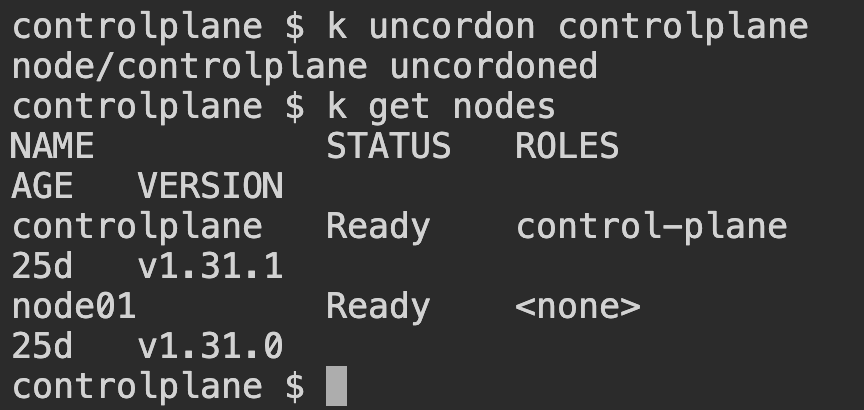 controlplane $ k uncordon controlplane
node/controlplane uncordoned
controlplane $ k get nodes
NAME           STATUS   ROLES
AGE   VERSION
controlplane   Ready    control-plane
25d   v1.31.1
node01         Ready    <none>
25d   v1.31.0
controlplane $